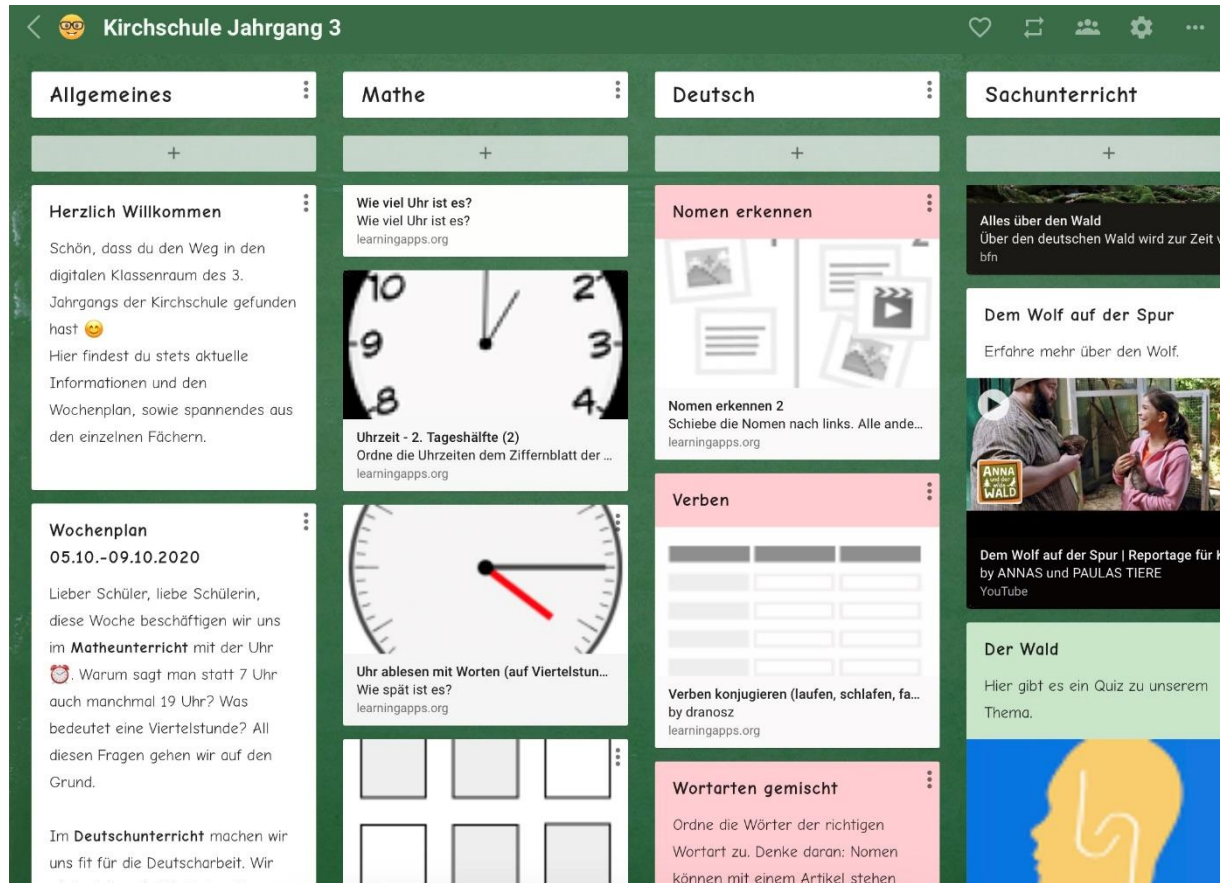 Kirchschule Jahrgang 3
Allgemeines
+
Herzlich Willkommen
Schön, dass du den Weg in den
digitalen Klassenraum des 3.
Jahrgangs der Kirchschule gefunden
hast 😊
Hier findest du stets aktuelle
Informationen und den
Wochenplan, sowie spannendes aus
den einzelnen Fächern.
Wochenplan
05.10.-09.10.2020
Lieber Schüler, liebe Schülerin,
diese Woche beschäftigen wir uns
im Matheunterricht mit der Uhr
⏰. Warum sagt man statt 7 Uhr
auch manchmal 19 Uhr? Was
bedeutet eine Viertelstunde? All
diesen Fragen gehen wir auf den
Grund.
Im Deutschunterricht machen wir
uns fit für die Deutscharbeit. Wir
Mathe
+
Wie viel Uhr ist es?
Wie viel Uhr ist es?
learningapps.org
10 2
9 3
8 4
Uhrzeit - 2. Tageshälfte (2)
Ordne die Uhrzeiten dem Ziffernblatt der ...
learningapps.org
Uhr ablesen mit Worten (auf Viertelstun...
Wie spät ist es?
learningapps.org
Deutsch
+
Nomen erkennen
Nomen erkennen 2
Schiebe die Nomen nach links. Alle ande...
learningapps.org
Verben
Verben konjugieren (laufen, schlafen, fa...
by dranosz
learningapps.org
Wortarten gemischt
Ordne die Wörter der richtigen
Wortart zu. Denke daran: Nomen
können mit einem Artikel stehen
Sachunterricht
+
Alles über den Wald
Über den deutschen Wald wird zur Zeit
bfn
Dem Wolf auf der Spur
Erfahre mehr über den Wolf.
ANNA
und der
wilde
WALD
Dem Wolf auf der Spur | Reportage für K
by ANNAS und PAULAS TIERE
YouTube
Der Wald
Hier gibt es ein Quiz zu unserem
Thema.